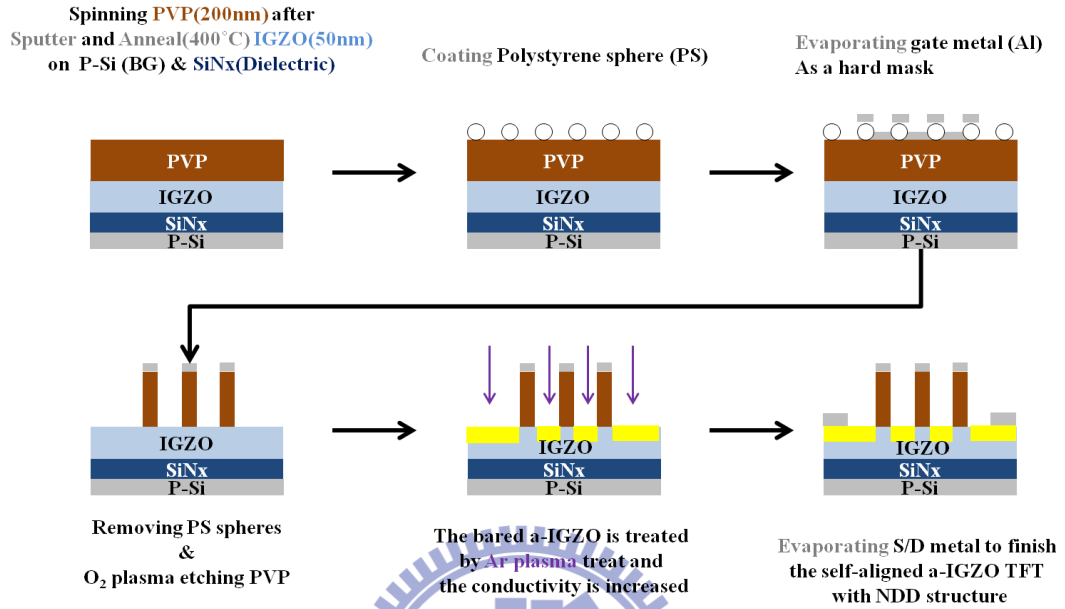 Spinning PVP(200nm) after
Sputter and Anneal(400°C) IGZO(50nm)
on P-Si (BG) & SiNx(Dielectric)
Coating Polystyrene sphere (PS)
Evaporating gate metal (Al)
As a hard mask
PVP
IGZO
SiNx
P-Si
PVP
IGZO
SiNx
P-Si
PVP
IGZO
SiNx
P-Si
IGZO
SiNx
P-Si
IGZO
SiNx
P-Si
IGZO
SiNx
P-Si
Removing PS spheres
&
O₂ plasma etching PVP
The bared a-IGZO is treated
by Ar plasma treat and
the conductivity is increased
Evaporating S/D metal to finish
the self-aligned a-IGZO TFT
with NDD structure